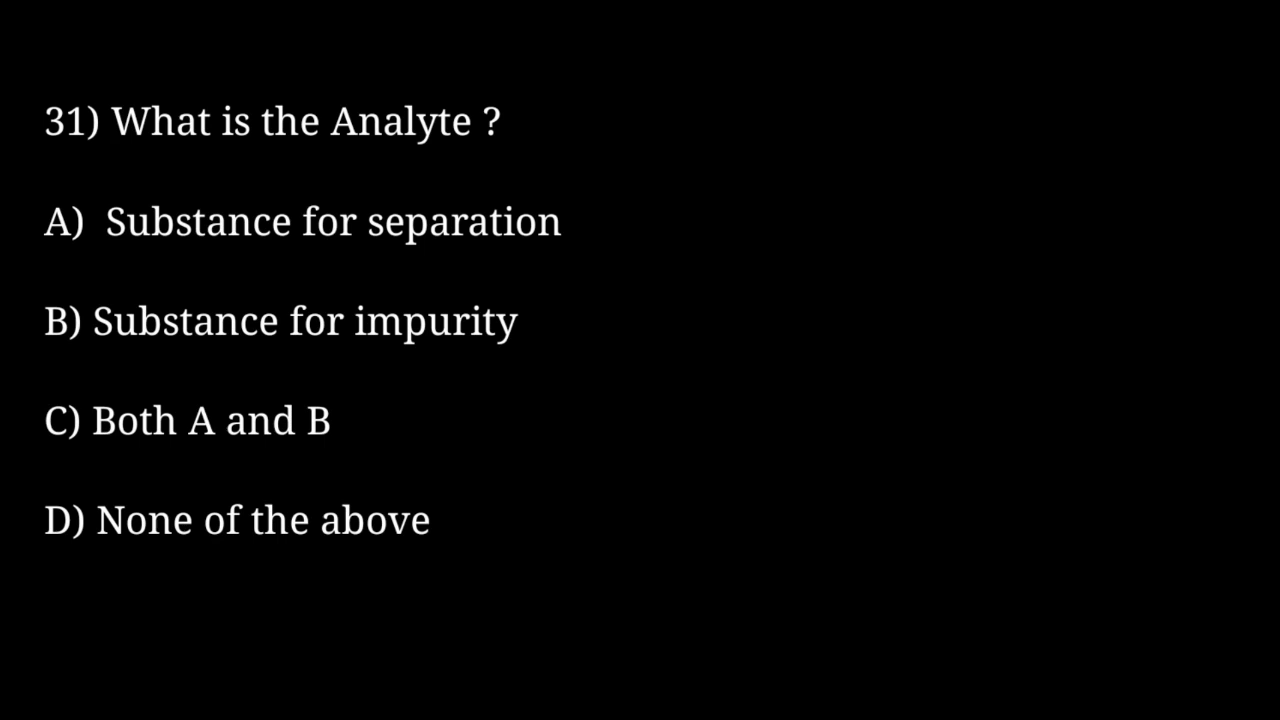 31) What is the Analyte ?
A)  Substance for separation
B) Substance for impurity
C) Both A and B
D) None of the above